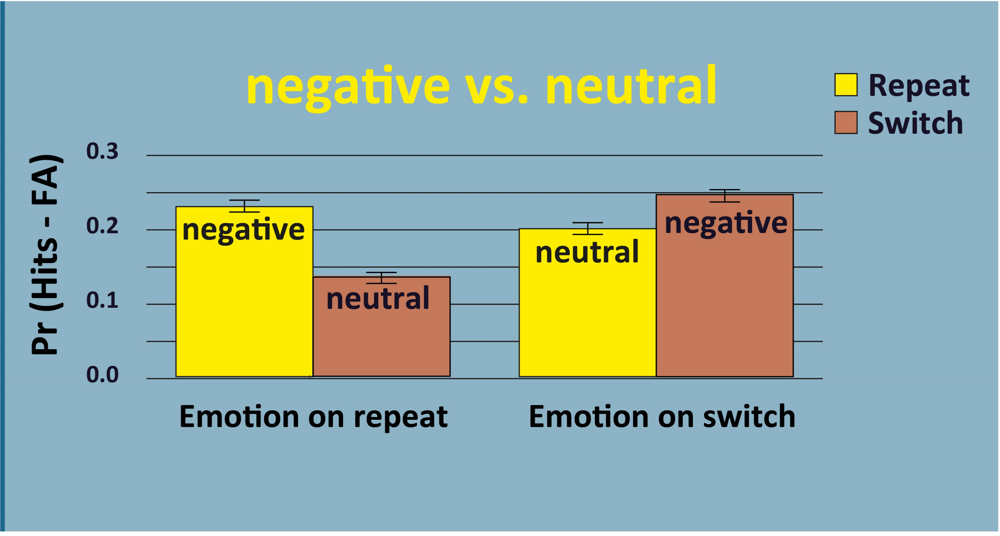 negative vs. neutral
Repeat
Switch
Pr (Hits - FA)
0.3
0.2
0.1
0.0
negative
neutral
neutral
negative
Emotion on repeat
Emotion on switch